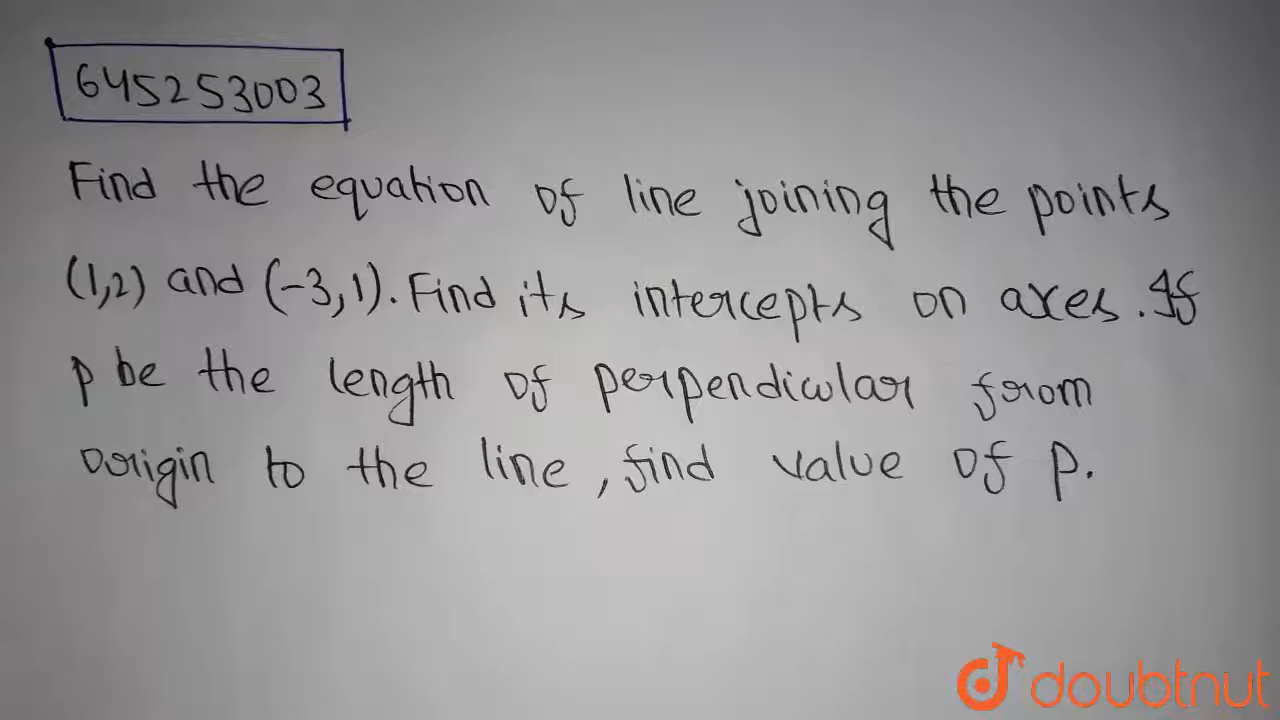 645253003
Find the equation of line joining the points
(1,2) and (-3,1). Find its intercepts on axes. If
p be the length of perpendicular from
origin to the line, find value of p.
doubtnut